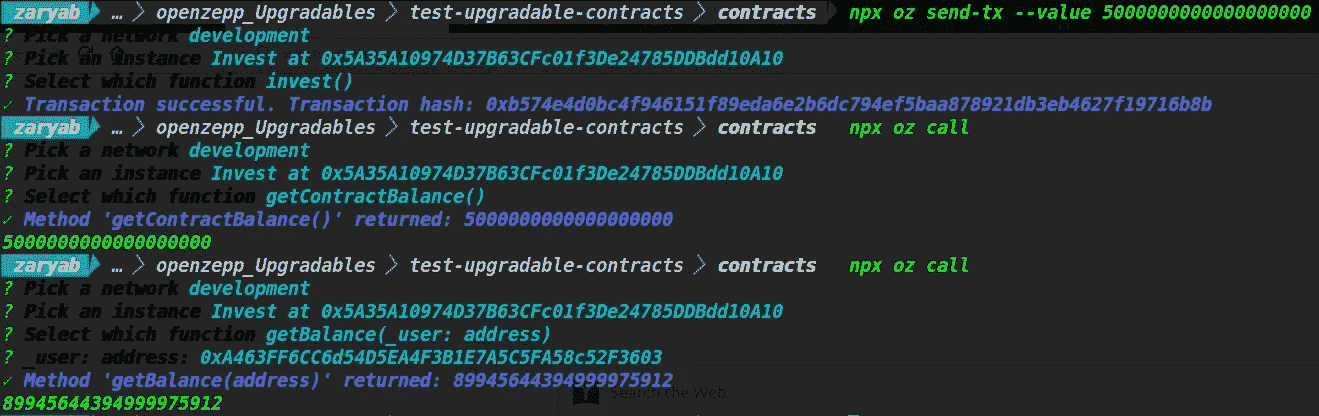 zaryab … openzepp_Upgradables test-upgradable-contracts contracts npx oz send-tx --value 5000000000000000000
? Pick a network development
? Pick an instance Invest at 0x5A35A10974D37B63CFc01f3De24785DDBdd10A10
? Select which function invest()
✓ Transaction successful. Transaction hash: 0xb574e4d0bc4f946151f89eda6e2b6dc794ef5baa878921db3eb4627f19716b8b
zaryab … openzepp_Upgradables test-upgradable-contracts contracts npx oz call
? Pick a network development
? Pick an instance Invest at 0x5A35A10974D37B63CFc01f3De24785DDBdd10A10
? Select which function getContractBalance()
✓ Method 'getContractBalance()' returned: 5000000000000000000
5000000000000000000
zaryab … openzepp_Upgradables test-upgradable-contracts contracts npx oz call
? Pick a network development
? Pick an instance Invest at 0x5A35A10974D37B63CFc01f3De24785DDBdd10A10
? Select which function getBalance(_user: address)
? _user: address: 0xA463FF6CC6d54D5EA4F3B1E7A5C5FA58c52F3603
✓ Method 'getBalance(address)' returned: 89945644394999975912
Search the Web
89945644394999975912